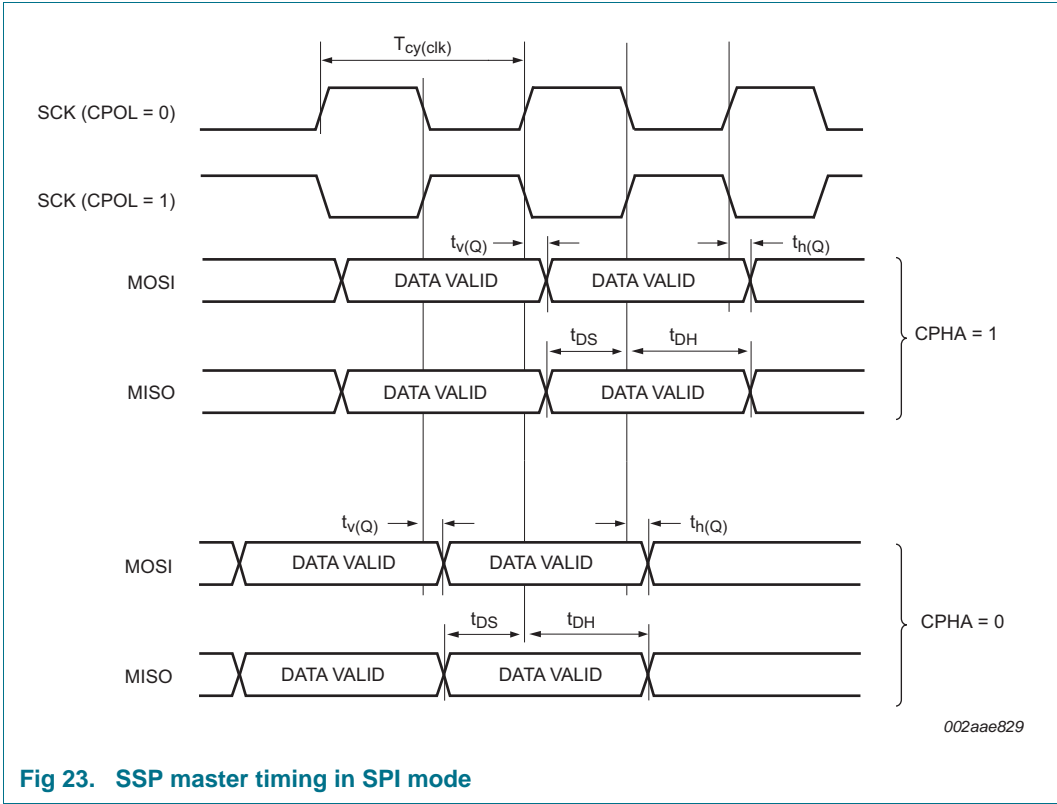 Tcy(clk)
SCK (CPOL = 0)
SCK (CPOL = 1)
tv(Q) th(Q)
MOSI DATA VALID DATA VALID
CPHA = 1
tDS tDH
MISO DATA VALID DATA VALID
tv(Q) th(Q)
MOSI DATA VALID DATA VALID
CPHA = 0
tDS tDH
MISO DATA VALID DATA VALID
002aae829
Fig 23. SSP master timing in SPI mode